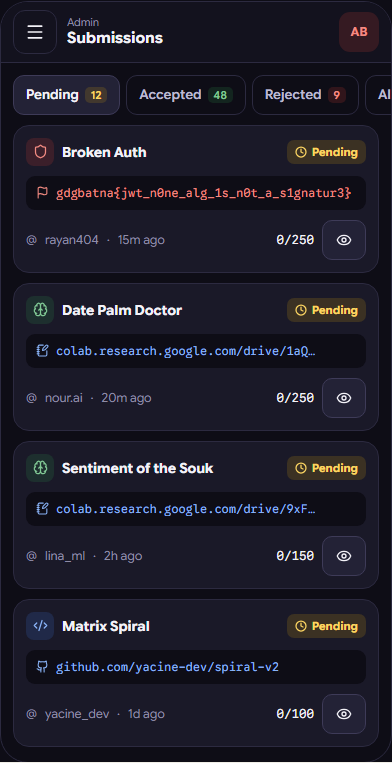 Admin
Submissions
AB
Pending 12
Accepted 48
Rejected 9
Al
Broken Auth
Pending
gdgbatna{jwt_n0ne_alg_1s_n0t_a_s1gnatur3}
@ rayan404 · 15m ago
0/250
Date Palm Doctor
Pending
colab.research.google.com/drive/1aQ…
@ nour.ai · 20m ago
0/250
Sentiment of the Souk
Pending
colab.research.google.com/drive/9xF…
@ lina_ml · 2h ago
0/150
Matrix Spiral
Pending
github.com/yacine-dev/spiral-v2
@ yacine_dev · 1d ago
0/100